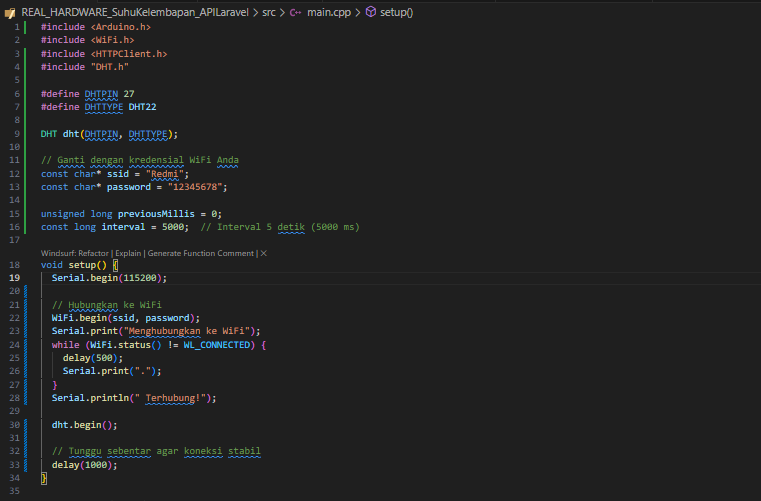 REAL_HARDWARE_SuhuKelembapan_APILaravel > src > C++ main.cpp > setup()
1 #include <Arduino.h>
2 #include <WiFi.h>
3 #include <HTTPClient.h>
4 #include "DHT.h"
5
6 #define DHTPIN 27
7 #define DHTTYPE DHT22
8
9 DHT dht(DHTPIN, DHTTYPE);
10
11 // Ganti dengan kredensial WiFi Anda
12 const char* ssid = "Redmi";
13 const char* password = "12345678";
14
15 unsigned long previousMillis = 0;
16 const long interval = 5000;  // Interval 5 detik (5000 ms)
17
Windsurf: Refactor | Explain | Generate Function Comment | ×
18 void setup() {
19   Serial.begin(115200);
20
21   // Hubungkan ke WiFi
22   WiFi.begin(ssid, password);
23   Serial.print("Menghubungkan ke WiFi");
24   while (WiFi.status() != WL_CONNECTED) {
25     delay(500);
26     Serial.print(".");
27   }
28   Serial.println(" Terhubung!");
29
30   dht.begin();
31
32   // Tunggu sebentar agar koneksi stabil
33   delay(1000);
34 }
35